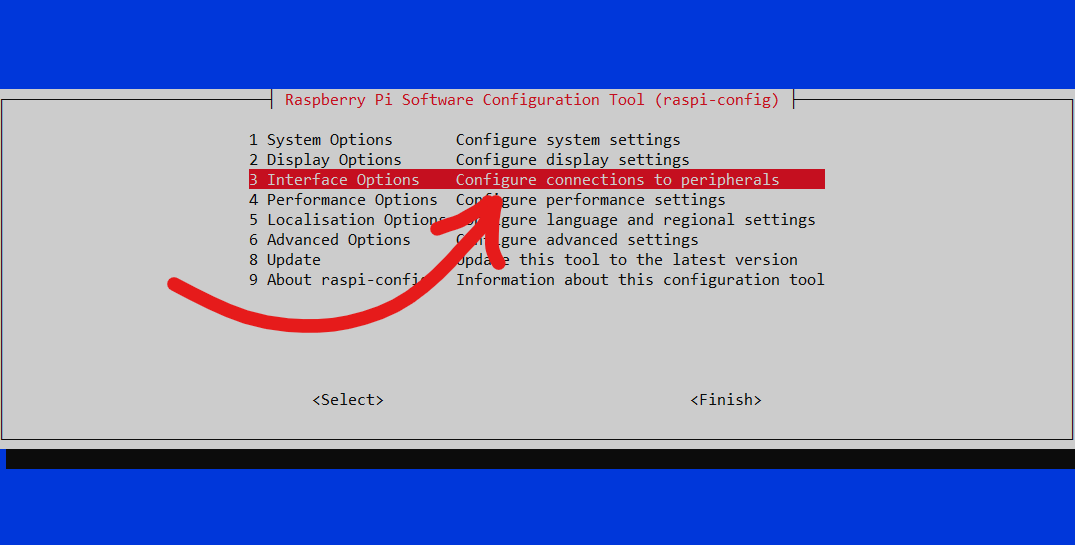 Raspberry Pi Software Configuration Tool (raspi-config)
1 System Options Configure system settings
2 Display Options Configure display settings
3 Interface Options Configure connections to peripherals
4 Performance Options Configure performance settings
5 Localisation Options Configure language and regional settings
6 Advanced Options Configure advanced settings
8 Update Update this tool to the latest version
9 About raspi-config Information about this configuration tool
<Select> <Finish>